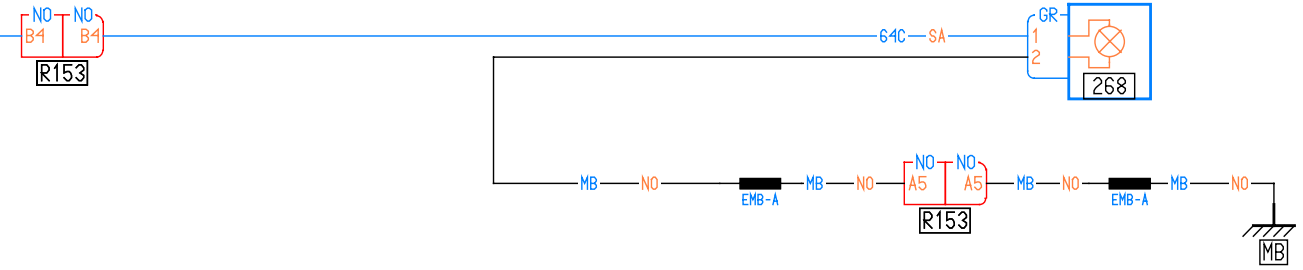 NO NO GR
B4 B4 64C SA 1
2
R153 268
NO NO
MB NO MB NO A5 A5 MB NO MB NO
EMB-A EMB-A
R153
MB